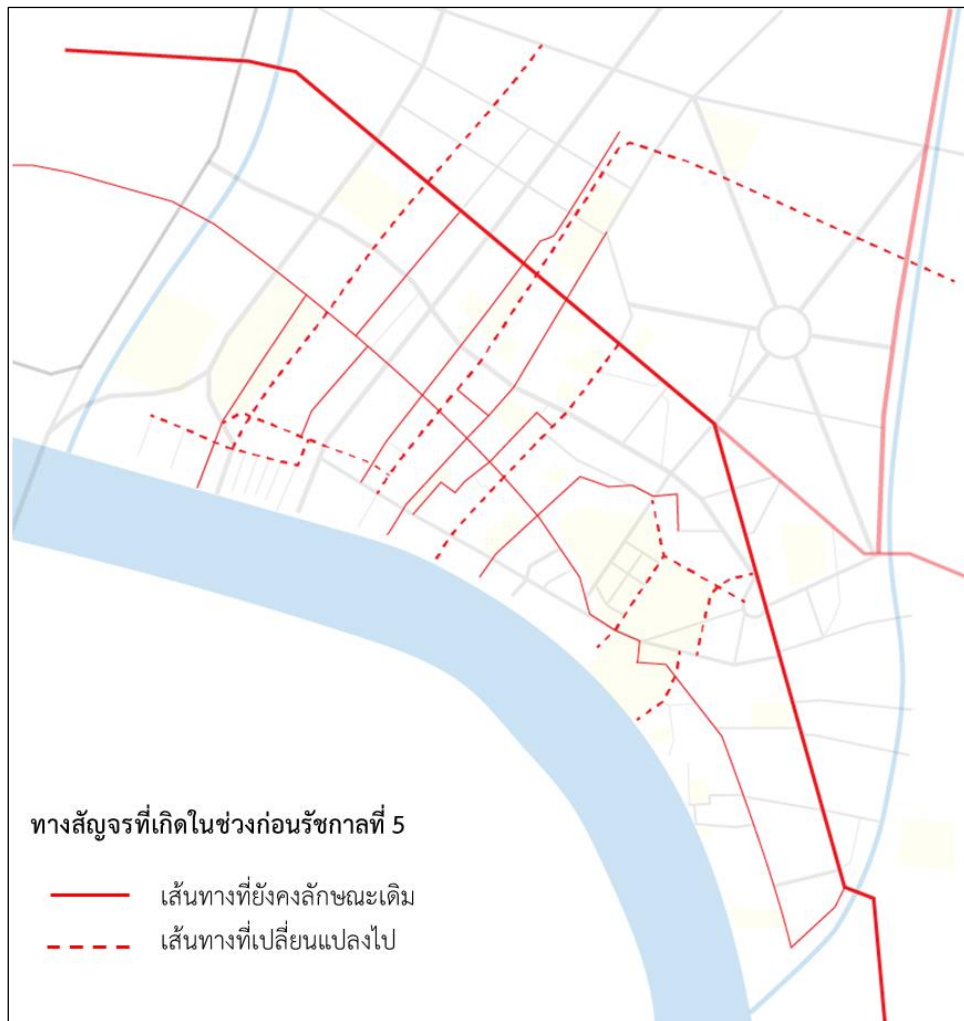 ทางสัญจรที่เกิดในช่วงก่อนรัชกาลที่ 5
เส้นทางที่ยังคงลักษณะเดิม
เส้นทางที่เปลี่ยนแปลงไป